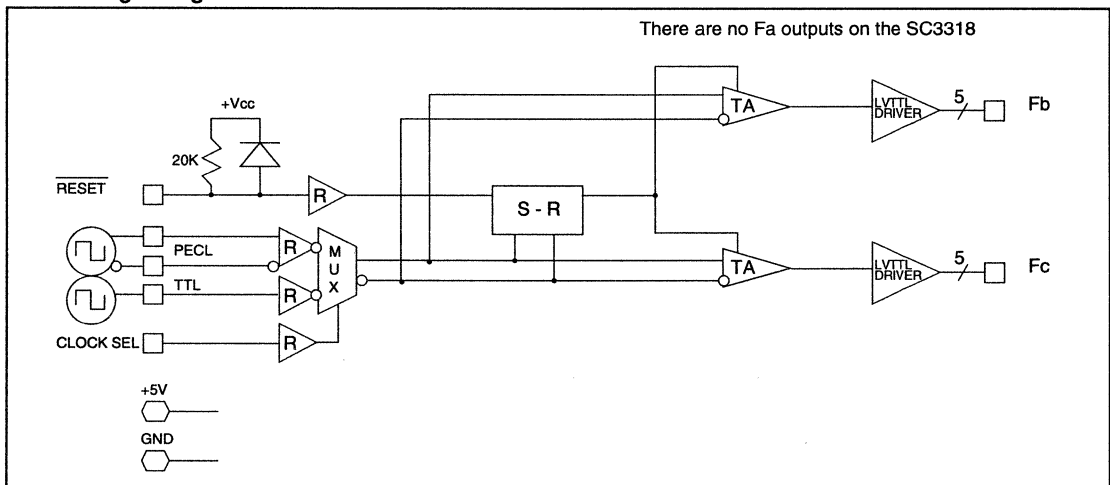 There are no Fa outputs on the SC3318
+Vcc
20K
RESET
R
S - R
PECL
R
M
U
X
TTL
R
CLOCK SEL
R
TA
LVTTL
DRIVER
5
Fb
TA
LVTTL
DRIVER
5
Fc
+5V
GND